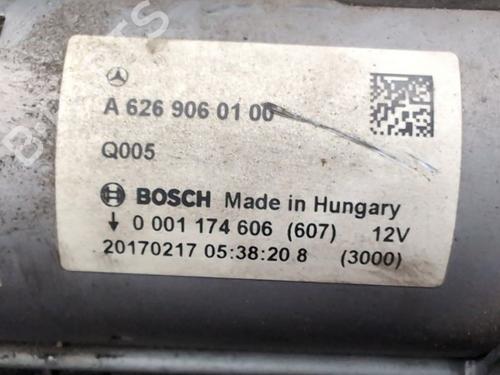 A 626 906 01 00
Q005
BOSCH Made in Hungary
0 001 174 606 (607) 12V
20170217 05:38:20 8 (3000)